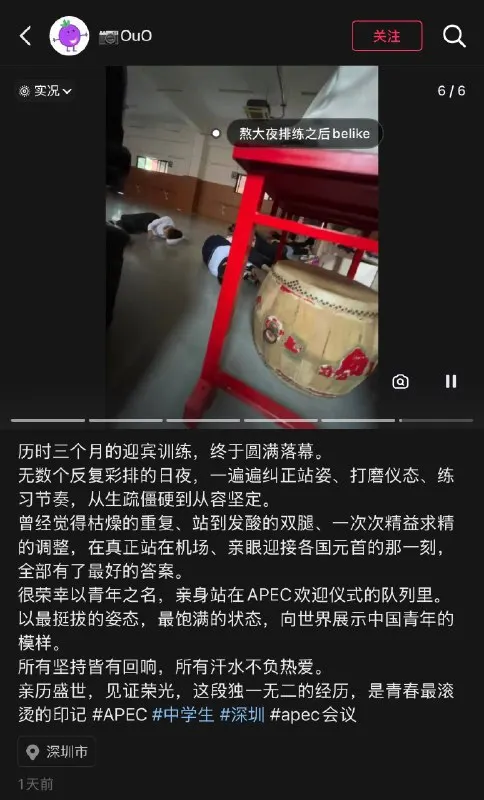 OuO
关注
实况
6/6
熬大夜排练之后belike
历时三个月的迎宾训练，终于圆满落幕。
无数个反复彩排的日夜，一遍遍纠正站姿、打磨仪态、练
习节奏，从生疏僵硬到从容坚定。
曾经觉得枯燥的重复、站到发酸的双腿、一次次精益求精
的调整，在真正站在机场、亲眼迎接各国元首的那一刻，
全部有了最好的答案。
很荣幸以青年之名，亲身站在APEC欢迎仪式的队列里。
以最挺拔的姿态，最饱满的状态，向世界展示中国青年的
模样。
所有坚持皆有回响，所有汗水不负热爱。
亲历盛世，见证荣光，这段独一无二的经历，是青春最滚
烫的印记 #APEC #中学生 #深圳 #apec会议
深圳市
1天前